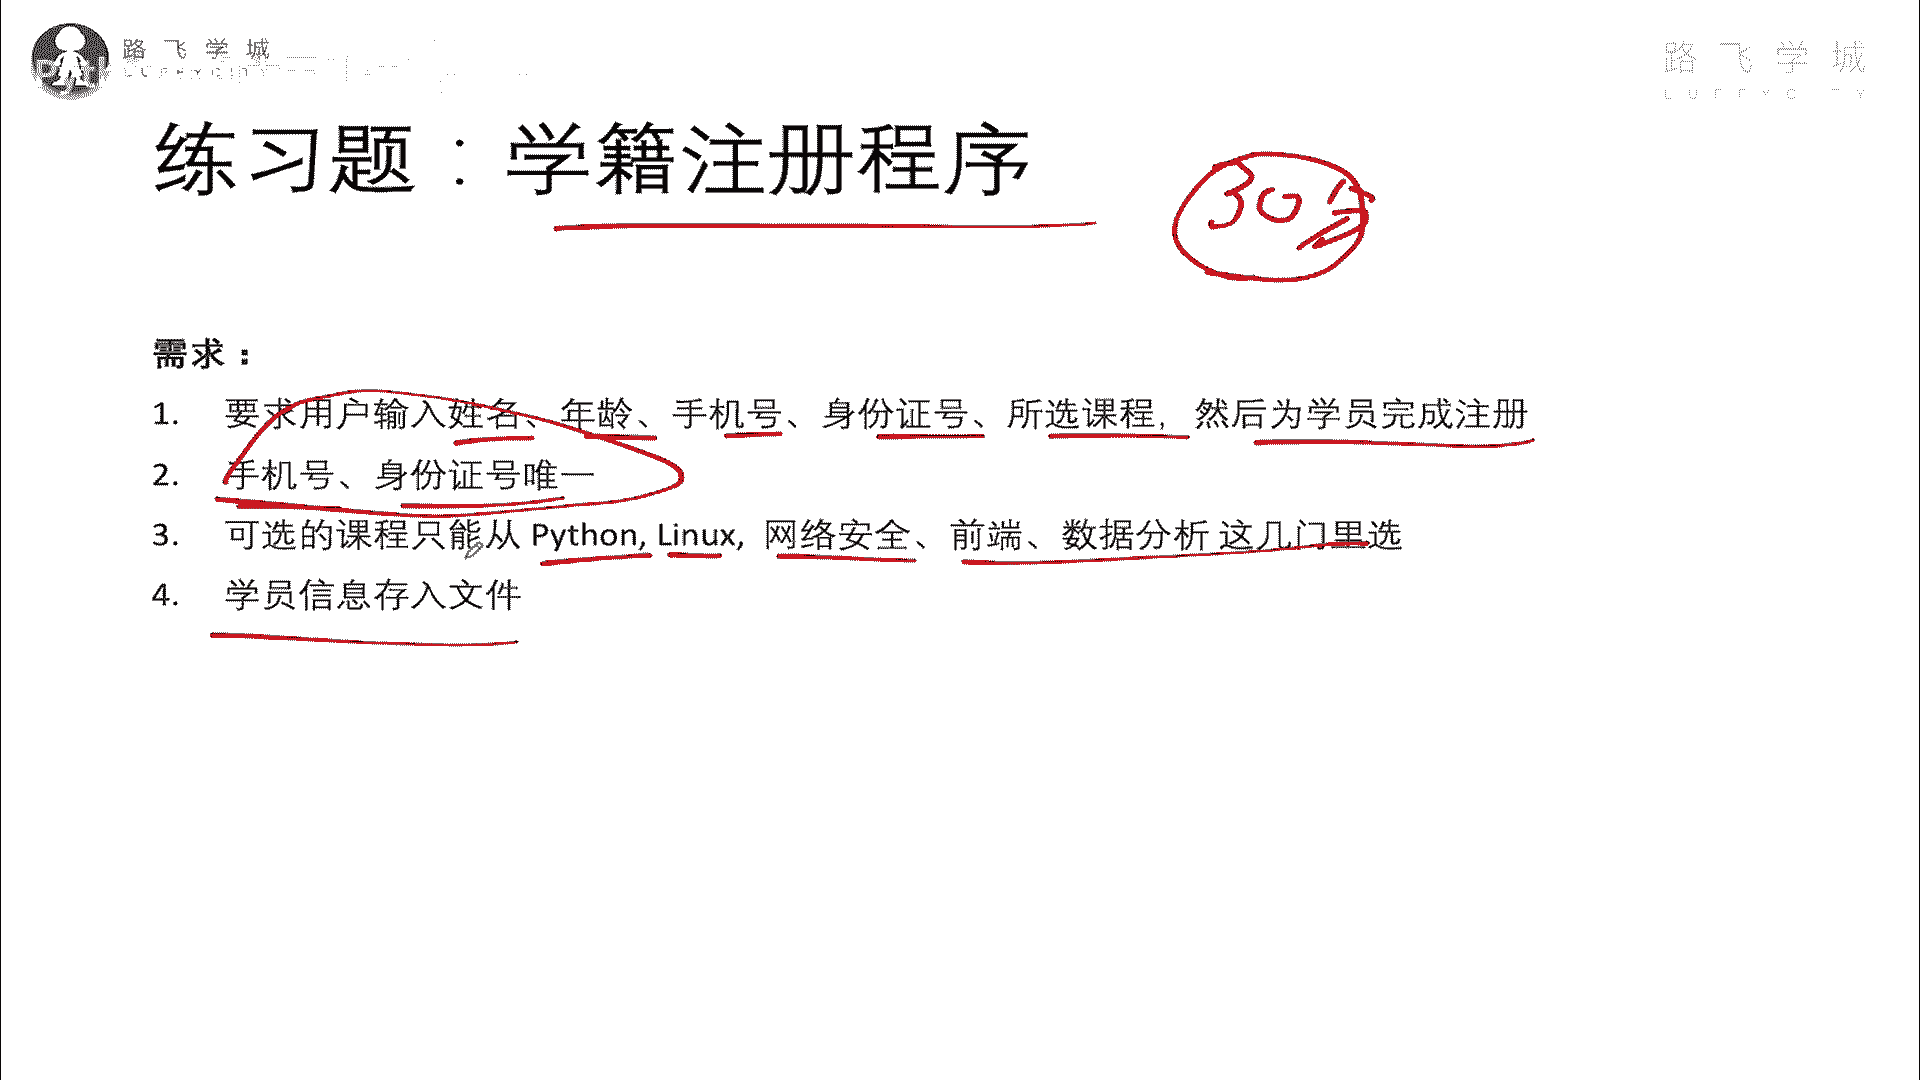 路飞学城
路飞学城
LUFFYCITY
练习题：学籍注册程序
30分
需求：
1. 要求用户输入姓名、年龄、手机号、身份证号、所选课程，然后为学员完成注册
2. 手机号、身份证号唯一
3. 可选的课程只能从 Python, Linux, 网络安全、前端、数据分析 这几门里选
4. 学员信息存入文件